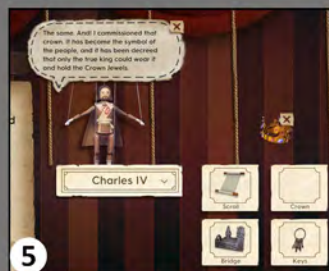 The same. And I commissioned that
crown. It has become the symbol of
the people, and it has been decreed
that only the true king could wear it
and hold the Crown Jewels.
d
Charles IV
Scroll
Crown
Bridge
Keys
5